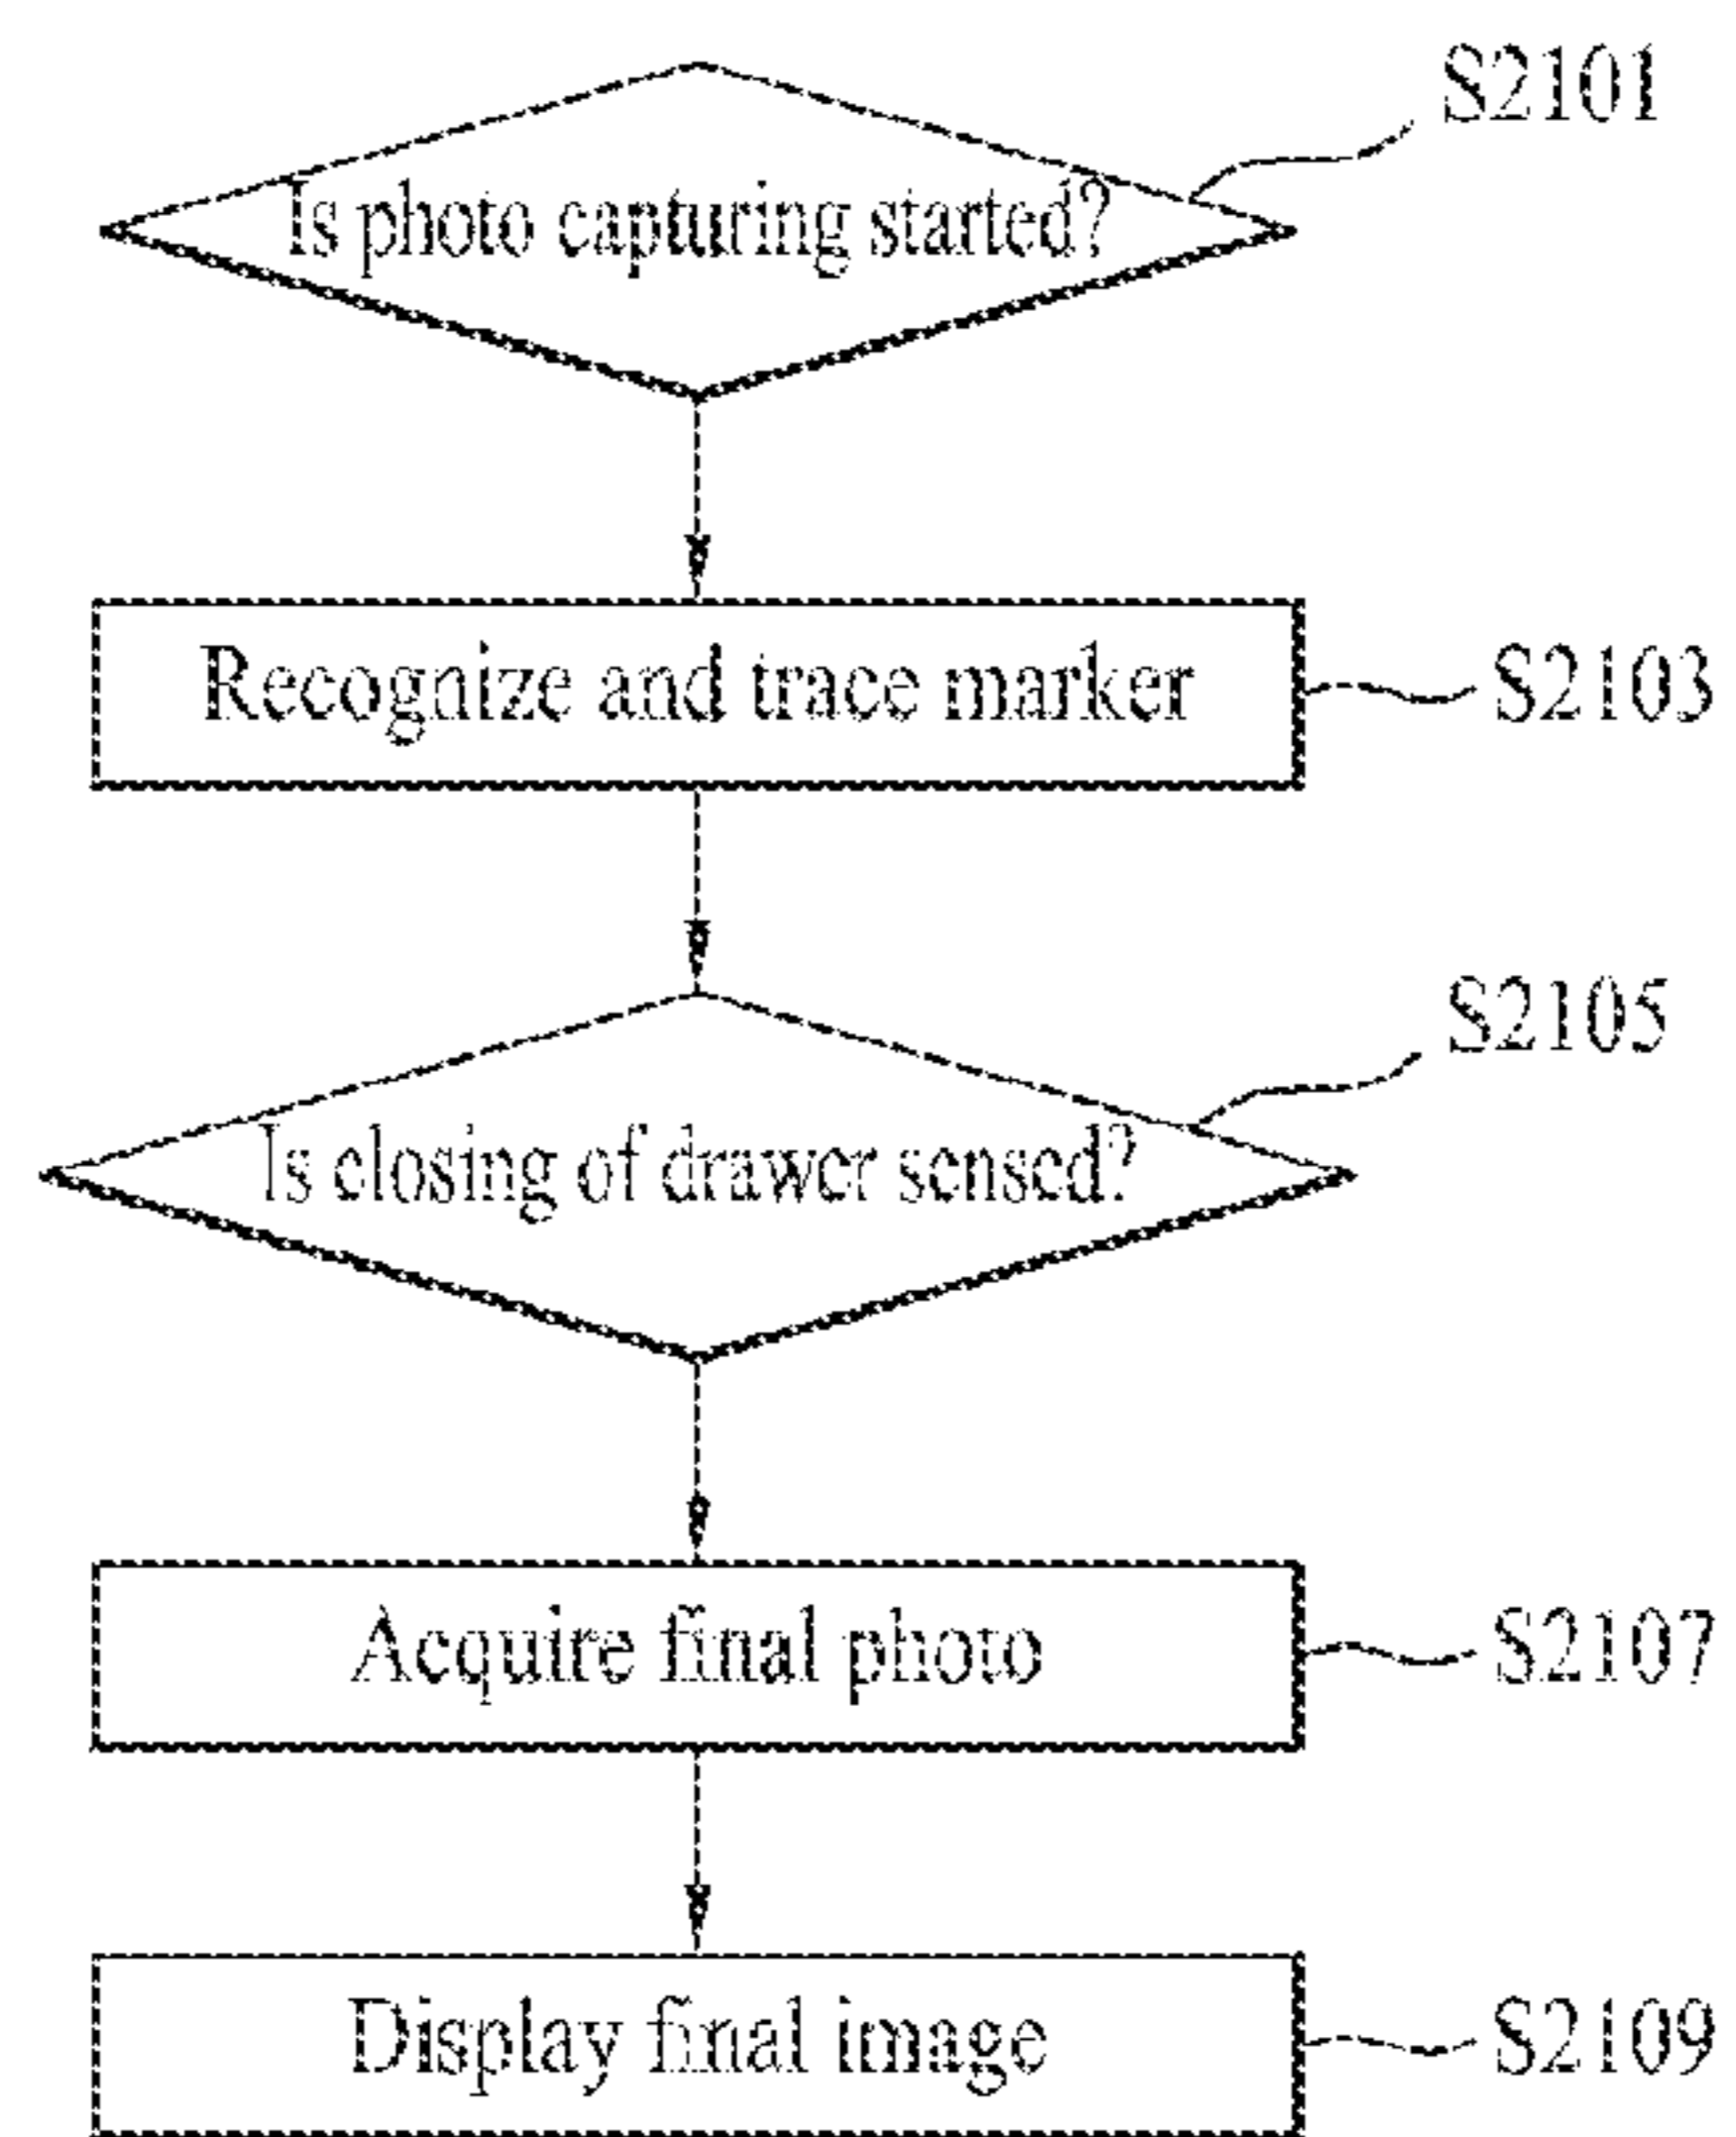 S2101
Is photo capturing started?
Recognize and trace marker
S2103
S2105
Is closing of drawer sensed?
Acquire final photo
S2107
Display final image
S2109